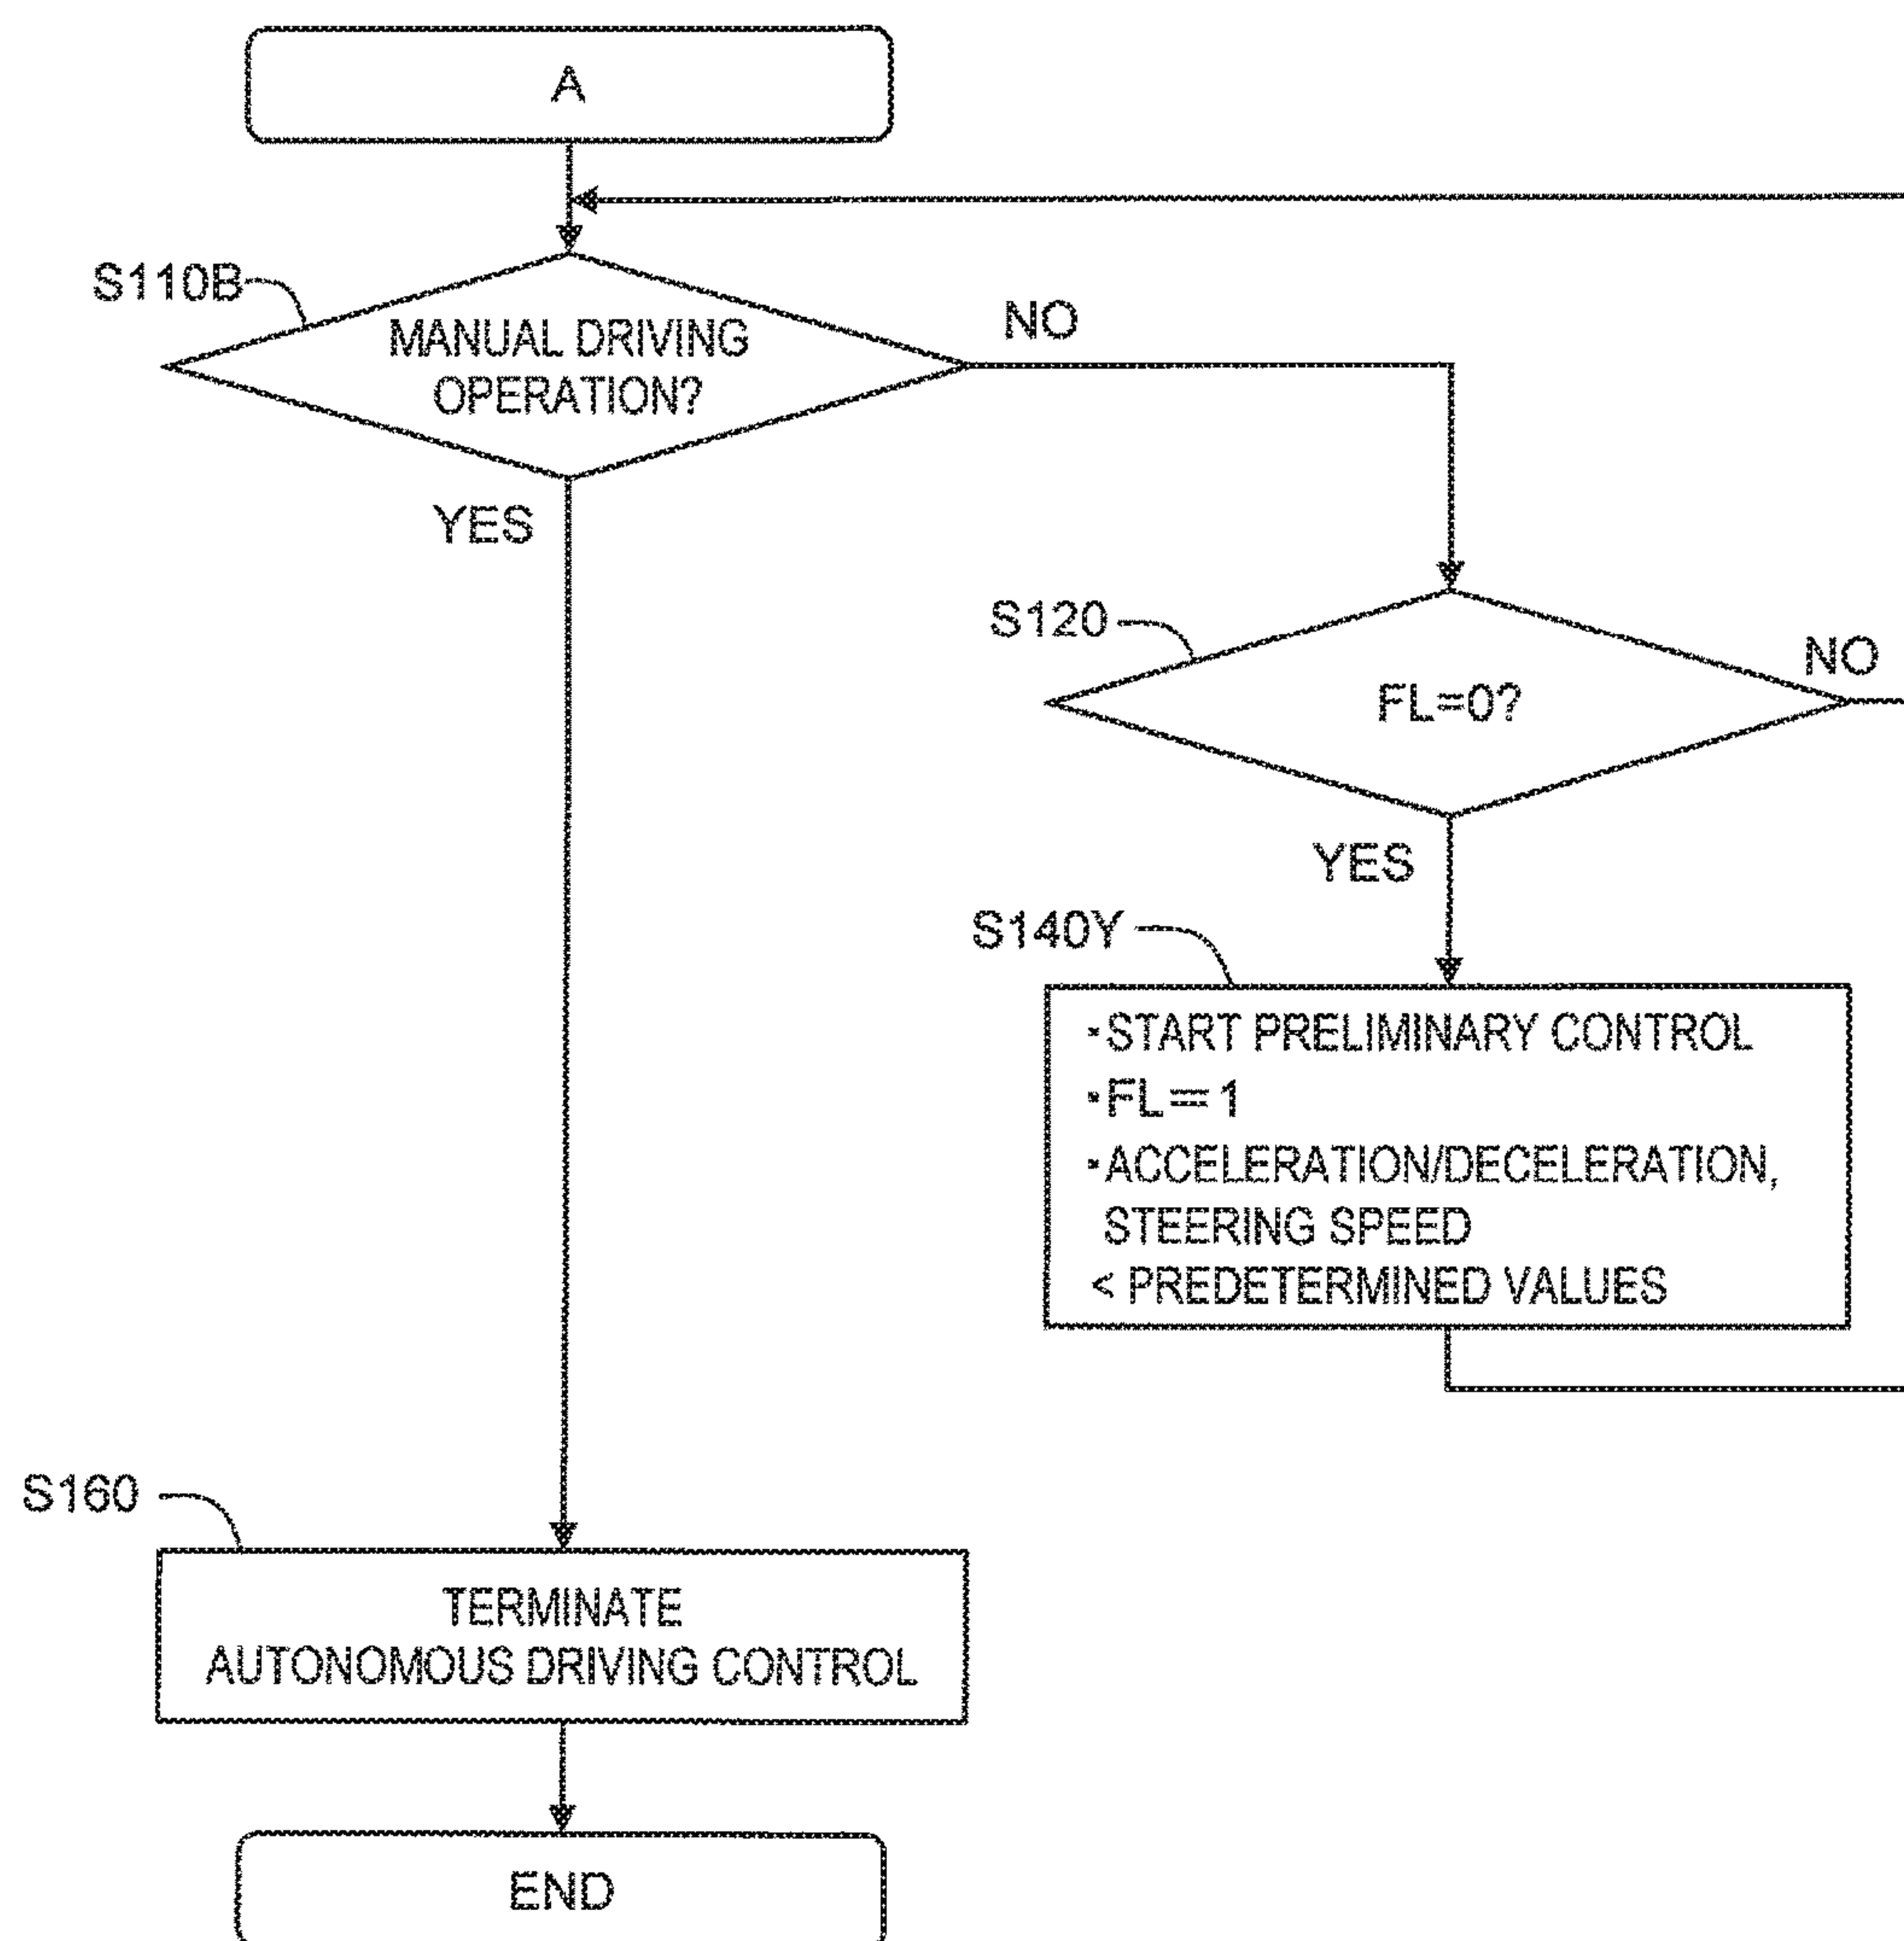 A
S110B
MANUAL DRIVING
OPERATION?
NO
YES
S120
FL=0?
NO
YES
S140Y
・START PRELIMINARY CONTROL
・FL=1
・ACCELERATION/DECELERATION,
STEERING SPEED
< PREDETERMINED VALUES
S160
TERMINATE
AUTONOMOUS DRIVING CONTROL
END